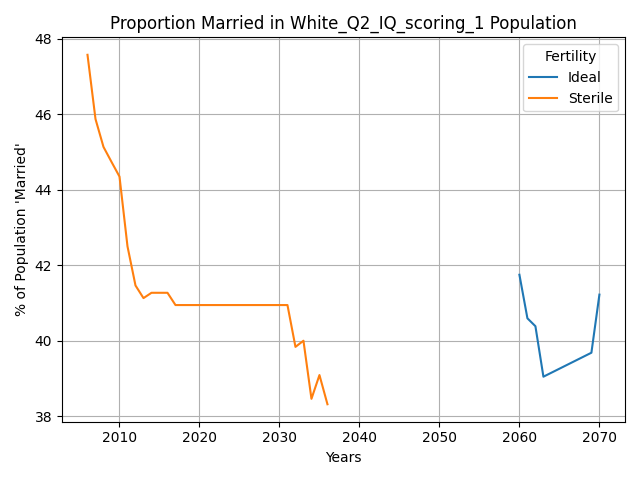 Proportion Married in White_Q2_IQ_scoring_1 Population
48
46
44
42
40
38
% of Population 'Married'
Fertility
Ideal
Sterile
2010 2020 2030 2040 2050 2060 2070
Years